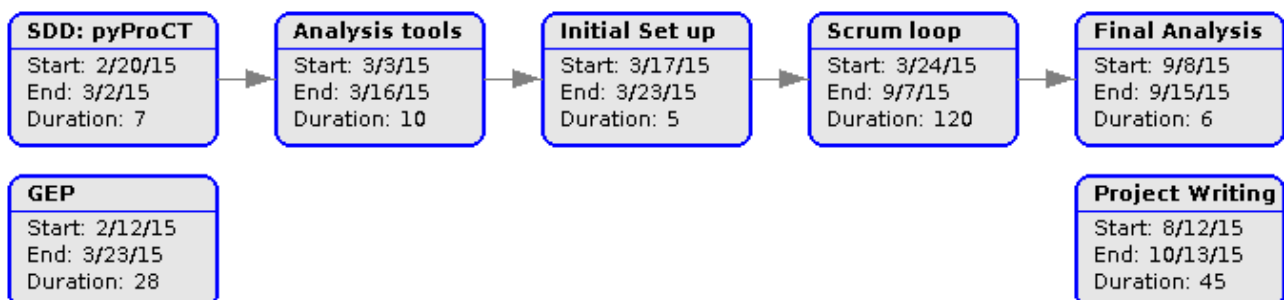 SDD: pyProCT
Start: 2/20/15
End: 3/2/15
Duration: 7
Analysis tools
Start: 3/3/15
End: 3/16/15
Duration: 10
Initial Set up
Start: 3/17/15
End: 3/23/15
Duration: 5
Scrum loop
Start: 3/24/15
End: 9/7/15
Duration: 120
Final Analysis
Start: 9/8/15
End: 9/15/15
Duration: 6
GEP
Start: 2/12/15
End: 3/23/15
Duration: 28
Project Writing
Start: 8/12/15
End: 10/13/15
Duration: 45